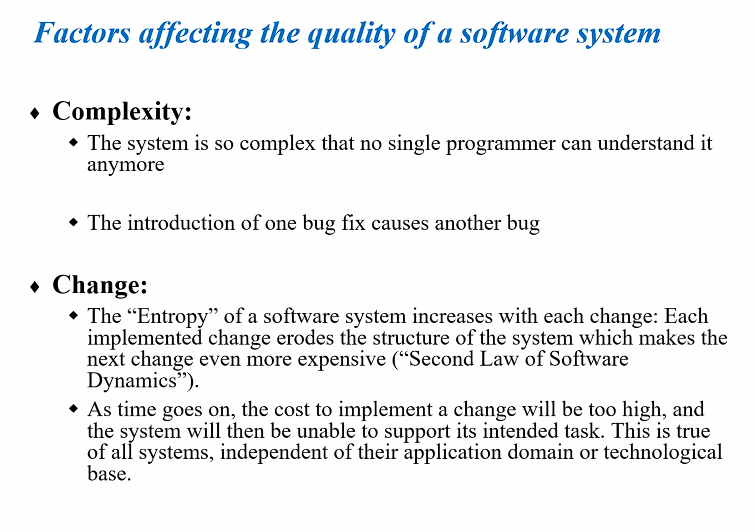 Factors affecting the quality of a software system
♦ Complexity:
◆ The system is so complex that no single programmer can understand it
anymore
◆ The introduction of one bug fix causes another bug
♦ Change:
◆ The “Entropy” of a software system increases with each change: Each
implemented change erodes the structure of the system which makes the
next change even more expensive (“Second Law of Software
Dynamics”).
◆ As time goes on, the cost to implement a change will be too high, and
the system will then be unable to support its intended task. This is true
of all systems, independent of their application domain or technological
base.